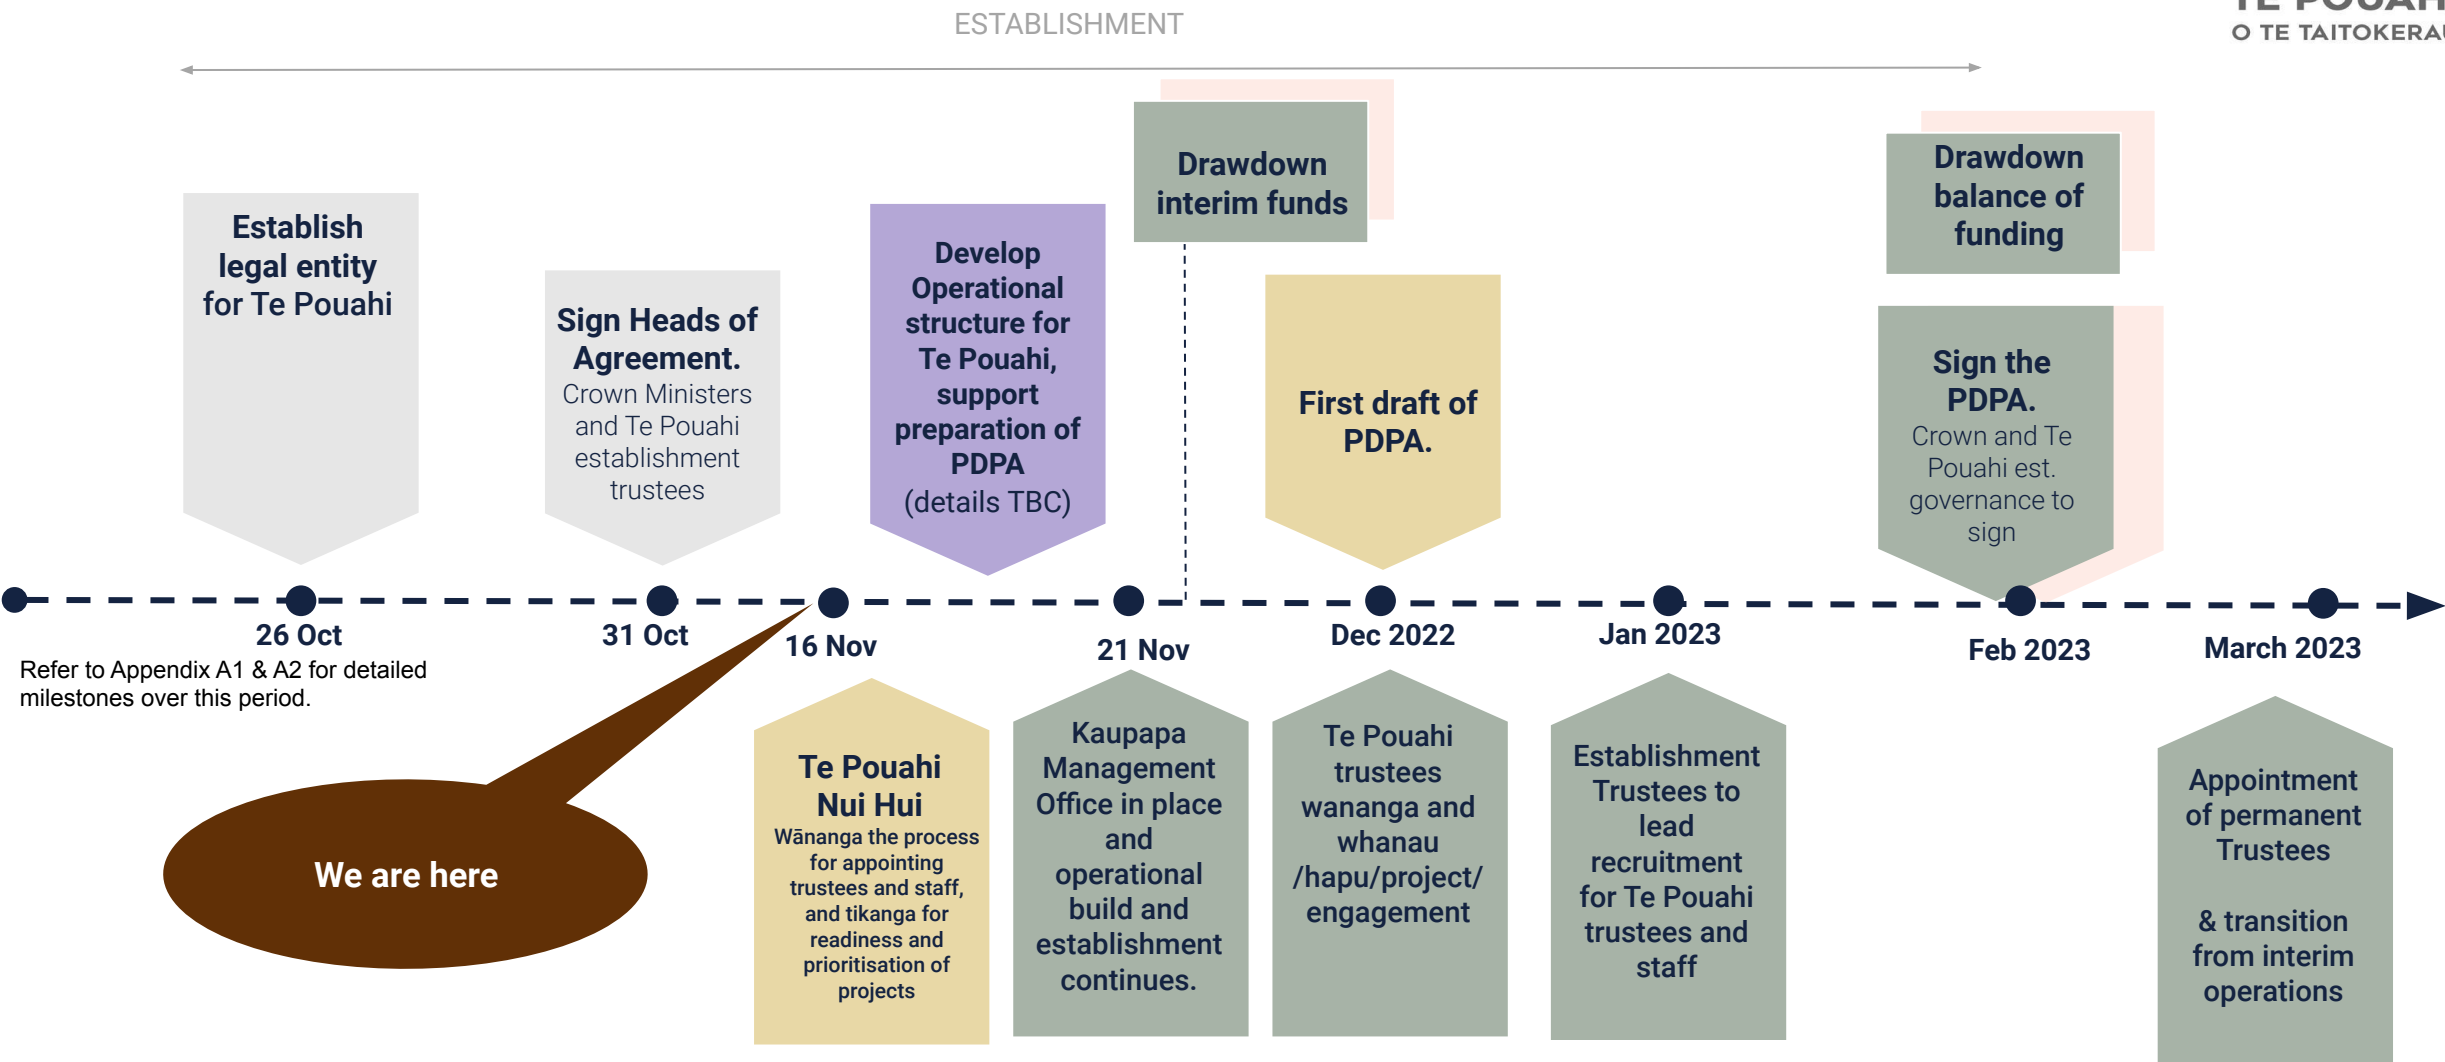 ESTABLISHMENT
O TE TAITOKERAU
Establish
legal entity
for Te Pouahi
Sign Heads of
Agreement.
Crown Ministers
and Te Pouahi
establishment
trustees
Develop
Operational
structure for
Te Pouahi,
support
preparation of
PDPA
(details TBC)
Drawdown
interim funds
First draft of
PDPA.
Drawdown
balance of
funding
Sign the
PDPA.
Crown and Te
Pouahi est.
governance to
sign
26 Oct
31 Oct
16 Nov
21 Nov
Dec 2022
Jan 2023
Feb 2023
March 2023
Refer to Appendix A1 & A2 for detailed
milestones over this period.
We are here
Te Pouahi
Nui Hui
Wānanga the process
for appointing
trustees and staff,
and tikanga for
readiness and
prioritisation of
projects
Kaupapa
Management
Office in place
and
operational
build and
establishment
continues.
Te Pouahi
trustees
wananga and
whanau
/hapu/project/
engagement
Establishment
Trustees to
lead
recruitment
for Te Pouahi
trustees and
staff
Appointment
of permanent
Trustees
& transition
from interim
operations